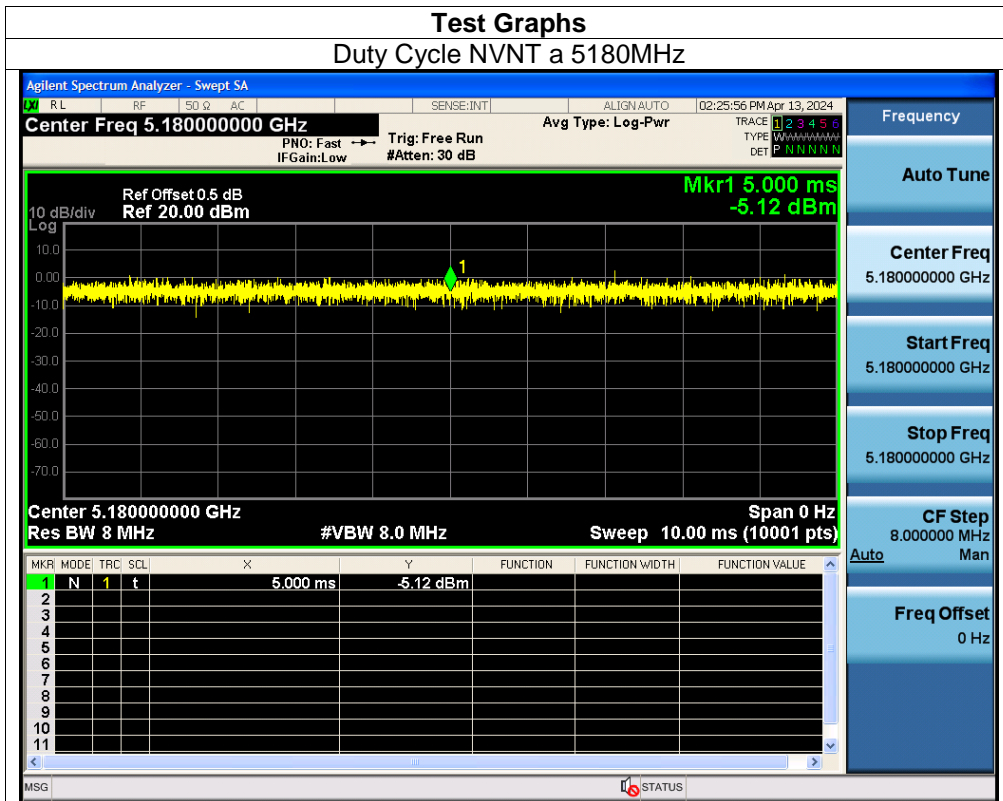 Test Graphs
Duty Cycle NVNT a 5180MHz
Agilent Spectrum Analyzer - Swept SA
LXI RL RF 50 Ω AC SENSE:INT ALIGN AUTO 02:25:56 PM Apr 13, 2024
Center Freq 5.180000000 GHz
PNO: Fast
IFGain:Low
Trig: Free Run
#Atten: 30 dB
Avg Type: Log-Pwr
TRACE 1 2 3 4 5 6
TYPE
DET P N N N N N
Mkr1 5.000 ms
-5.12 dBm
Ref Offset 0.5 dB
10 dB/div Ref 20.00 dBm
Log
10.0
0.00
-10.0
-20.0
-30.0
-40.0
-50.0
-60.0
-70.0
1
Center 5.180000000 GHz Span 0 Hz
Res BW 8 MHz #VBW 8.0 MHz Sweep 10.00 ms (10001 pts)
MKR MODE TRC SCL X Y FUNCTION FUNCTION WIDTH FUNCTION VALUE
1 N 1 t 5.000 ms -5.12 dBm
2
3
4
5
6
7
8
9
10
11
MSG STATUS
Frequency
Auto Tune
Center Freq
5.180000000 GHz
Start Freq
5.180000000 GHz
Stop Freq
5.180000000 GHz
CF Step
8.000000 MHz
Auto Man
Freq Offset
0 Hz